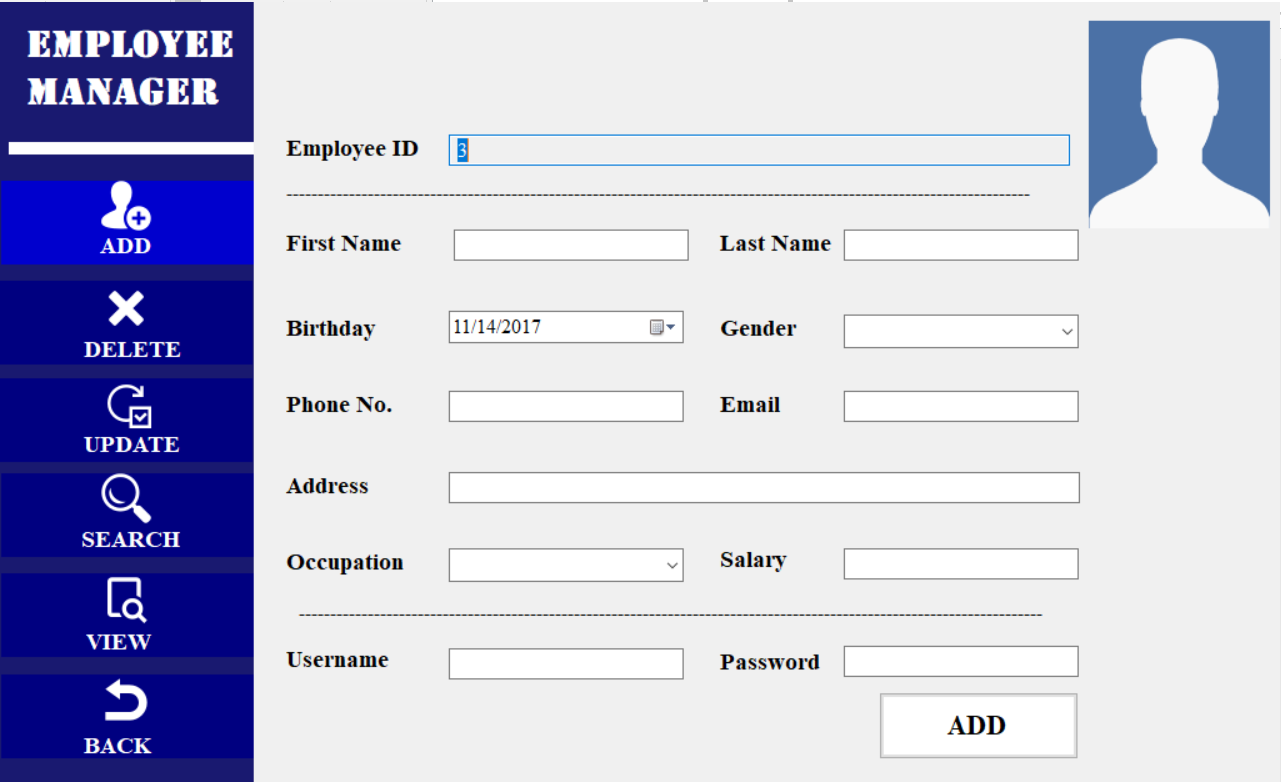 EMPLOYEE
MANAGER
ADD
DELETE
UPDATE
SEARCH
VIEW
BACK
Employee ID 3
First Name Last Name
Birthday 11/14/2017 Gender
Phone No. Email
Address
Occupation Salary
Username Password
ADD